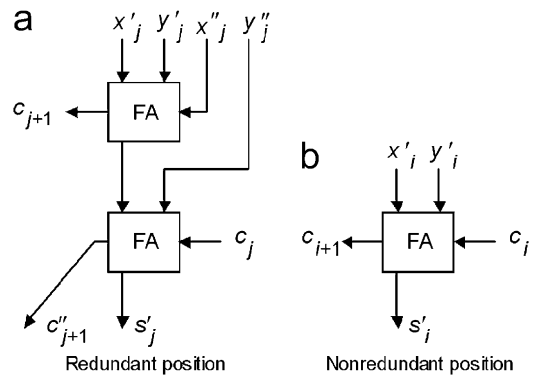 a
x′j y′j x″j y″j
cj+1
FA
b
x′i y′i
FA
cj
ci+1
FA
ci
c″j+1
s′j
s′i
Redundant position
Nonredundant position